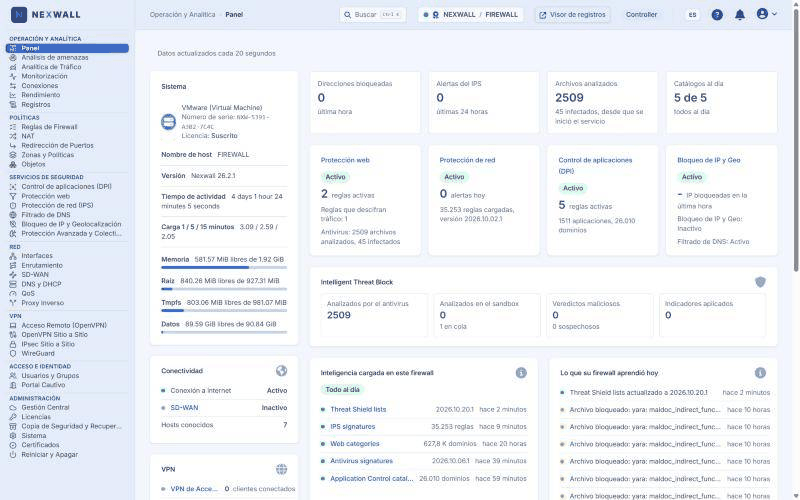 NEXWALL
Operación y Analítica › Panel
Buscar ctrl k
NEXWALL / FIREWALL
Visor de registros
Controller
ES
OPERACIÓN Y ANALÍTICA
Panel
Análisis de amenazas
Analítica de Tráfico
Monitorización
Conexiones
Rendimiento
Registros
POLÍTICAS
Reglas de Firewall
NAT
Redirección de Puertos
Zonas y Políticas
Objetos
SERVICIOS DE SEGURIDAD
Control de aplicaciones (DPI)
Protección web
Protección de red (IPS)
Filtrado de DNS
Bloqueo de IP y Geolocalización
Protección Avanzada y Colecti...
RED
Interfaces
Enrutamiento
SD-WAN
DNS y DHCP
QoS
Proxy Inverso
VPN
Acceso Remoto (OpenVPN)
OpenVPN Sitio a Sitio
IPsec Sitio a Sitio
WireGuard
ACCESO E IDENTIDAD
Usuarios y Grupos
Portal Cautivo
ADMINISTRACIÓN
Gestión Central
Licencias
Copia de Seguridad y Recuper...
Sistema
Certificados
Reiniciar y Apagar
Datos actualizados cada 20 segundos
Sistema
VMware (Virtual Machine)
Número de serie:
Licencia: Suscrito
Nombre de host FIREWALL
Versión Nexwall 26.2.1
Tiempo de actividad 4 days 1 hour 24
minutes 5 seconds
Carga 1 / 5 / 15 minutos 3.09 / 2.59 /
2.05
Memoria 581.57 MiB libres de 1.92 GiB
Raíz 840.26 MiB libres de 927.31 MiB
Tmpfs 803.06 MiB libres de 981.07 MiB
Datos 89.59 GiB libres de 90.84 GiB
Conectividad
Conexión a Internet Activo
SD-WAN Inactivo
Hosts conocidos 7
VPN
VPN de Acce... 0 clientes conectados
Direcciones bloqueadas
0
última hora
Alertas del IPS
0
últimas 24 horas
Archivos analizados
2509
45 infectados, desde que se
inició el servicio
Catálogos al día
5 de 5
todos al día
Protección web
Activo
2 reglas activas
Reglas que descifran
tráfico: 1
Antivirus: 2509 archivos
analizados, 45 infectados
Protección de red
Activo
0 alertas hoy
35.253 reglas cargadas,
versión 2026.10.02.1
Control de aplicaciones
(DPI)
Activo
5 reglas activas
1511 aplicaciones, 26.010
dominios
Bloqueo de IP y Geo
Activo
- IP bloqueadas en la
última hora
Bloqueo de IP y Geo:
Inactivo
Filtrado de DNS: Activo
Intelligent Threat Block
Analizados por el antivirus
2509
Analizados en el sandbox
0
1 en cola
Veredictos maliciosos
0
0 sospechosos
Indicadores aplicados
0
Inteligencia cargada en este firewall
Todo al día
Threat Shield lists 2026.10.20.1 hace 2 minutos
IPS signatures 35.253 reglas hace 9 minutos
Web categories 627,8 K dominios hace 20 horas
Antivirus signatures 2026.10.06.1 hace 39 minutos
Application Control catal... 26.010 dominios hace 59 minutos
Lo que su firewall aprendió hoy
Threat Shield lists actualizado a 2026.10.20.1 hace 2 minutos
Archivo bloqueado: yara: maldoc_indirect_func... hace 10 horas
Archivo bloqueado: yara: maldoc_indirect_func... hace 10 horas
Archivo bloqueado: yara: maldoc_indirect_func... hace 10 horas
Archivo bloqueado: yara: maldoc_indirect_func... hace 10 horas
Archivo bloqueado: yara: maldoc_indirect_func... hace 10 horas
Archivo bloqueado: yara: maldoc_indirect_func... hace 10 horas